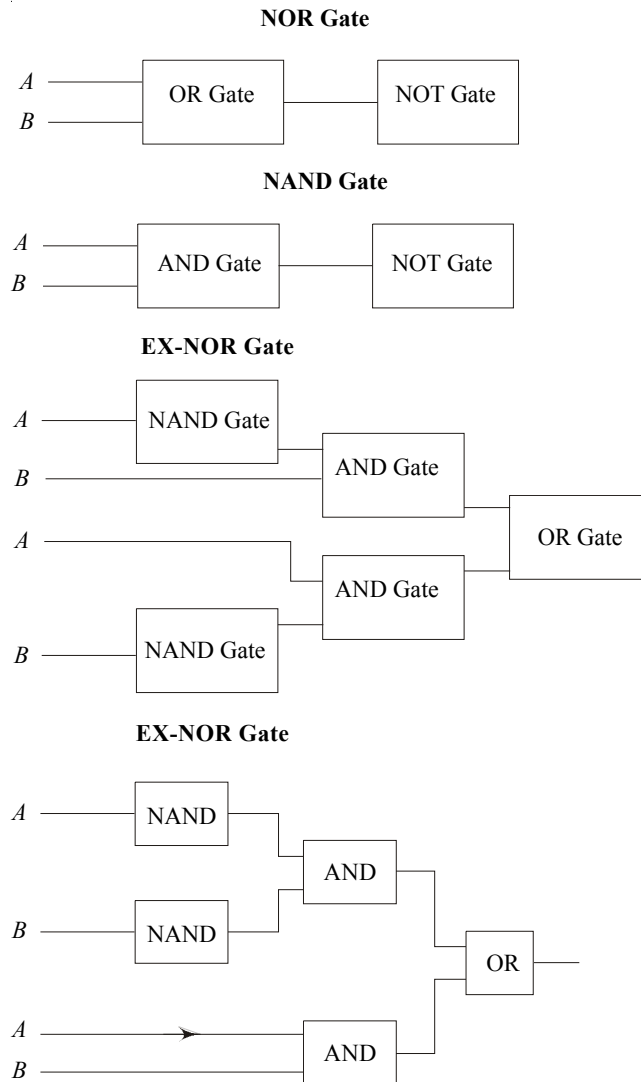 NOR Gate
A
OR Gate
NOT Gate
B
NAND Gate
A
AND Gate
NOT Gate
B
EX-NOR Gate
A
NAND Gate
AND Gate
B
OR Gate
A
AND Gate
B
NAND Gate
EX-NOR Gate
A
NAND
AND
B
NAND
OR
A
AND
B